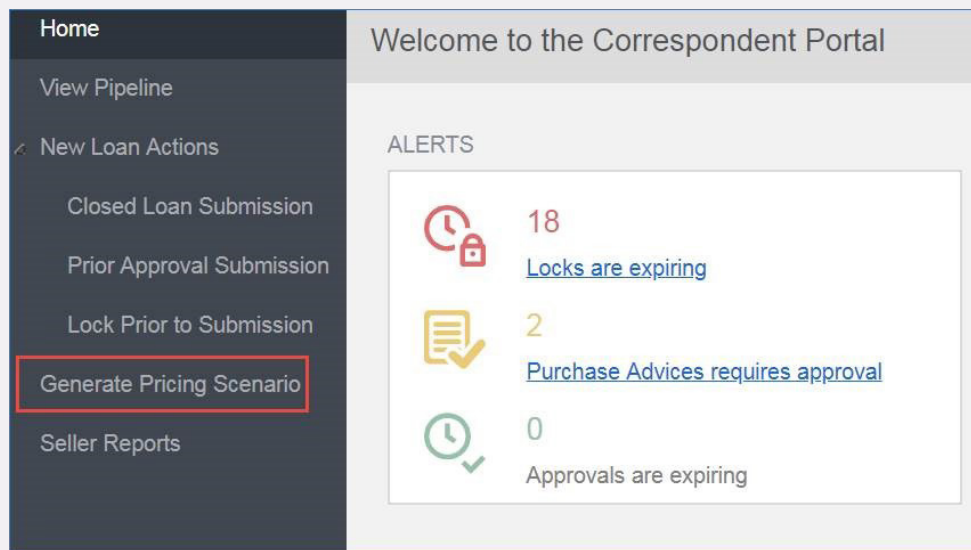 Home
View Pipeline
New Loan Actions
Closed Loan Submission
Prior Approval Submission
Lock Prior to Submission
Generate Pricing Scenario
Seller Reports
Welcome to the Correspondent Portal
ALERTS
18
Locks are expiring
2
Purchase Advices requires approval
0
Approvals are expiring